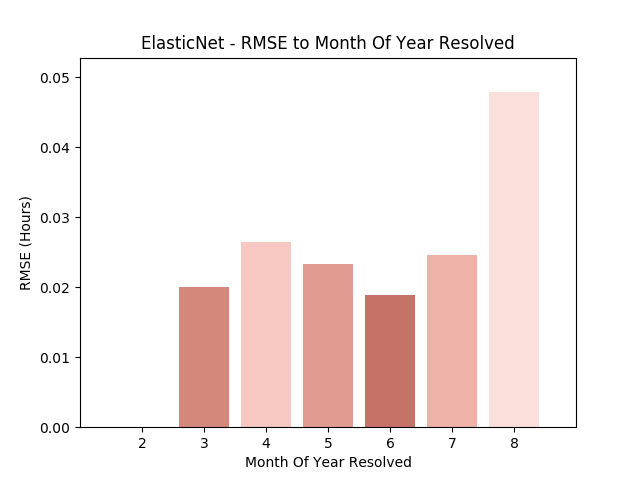 ElasticNet - RMSE to Month Of Year Resolved
0.05
0.04
0.03
0.02
0.01
0.00
RMSE (Hours)
2 3 4 5 6 7 8
Month Of Year Resolved